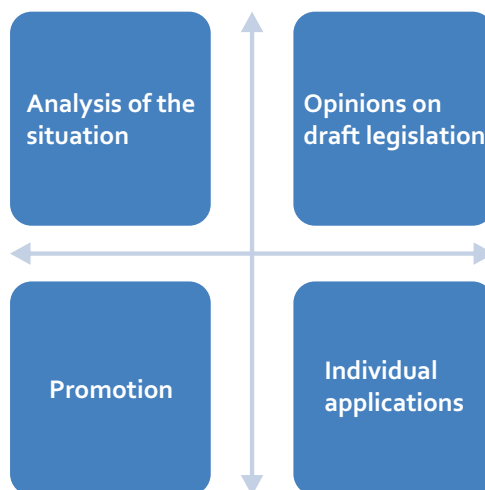 Analysis of the
situation
Opinions on
draft legislation
Promotion
Individual
applications